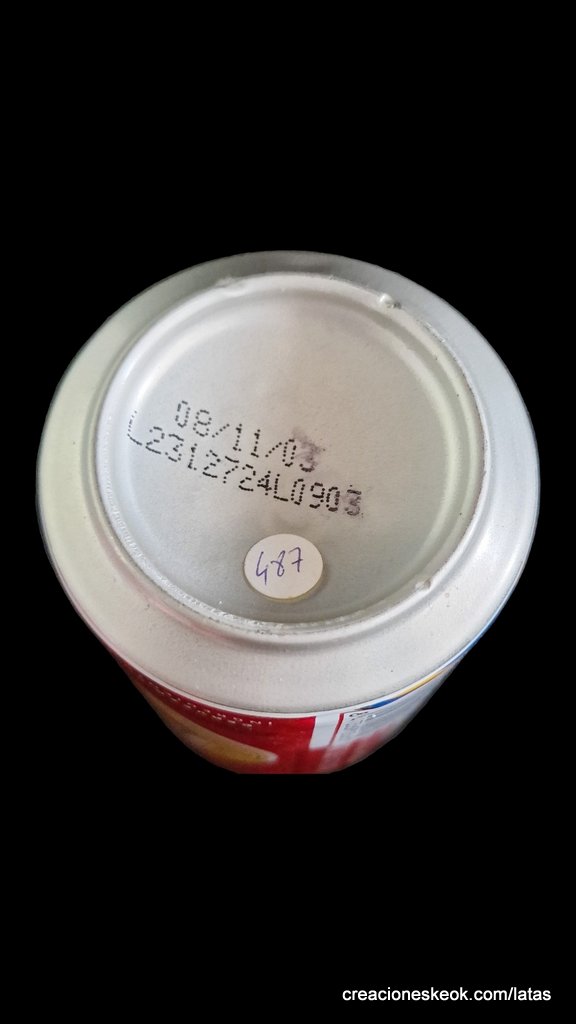 08/11/03
L2312724L0903
487
creacioneskeok.com/latas